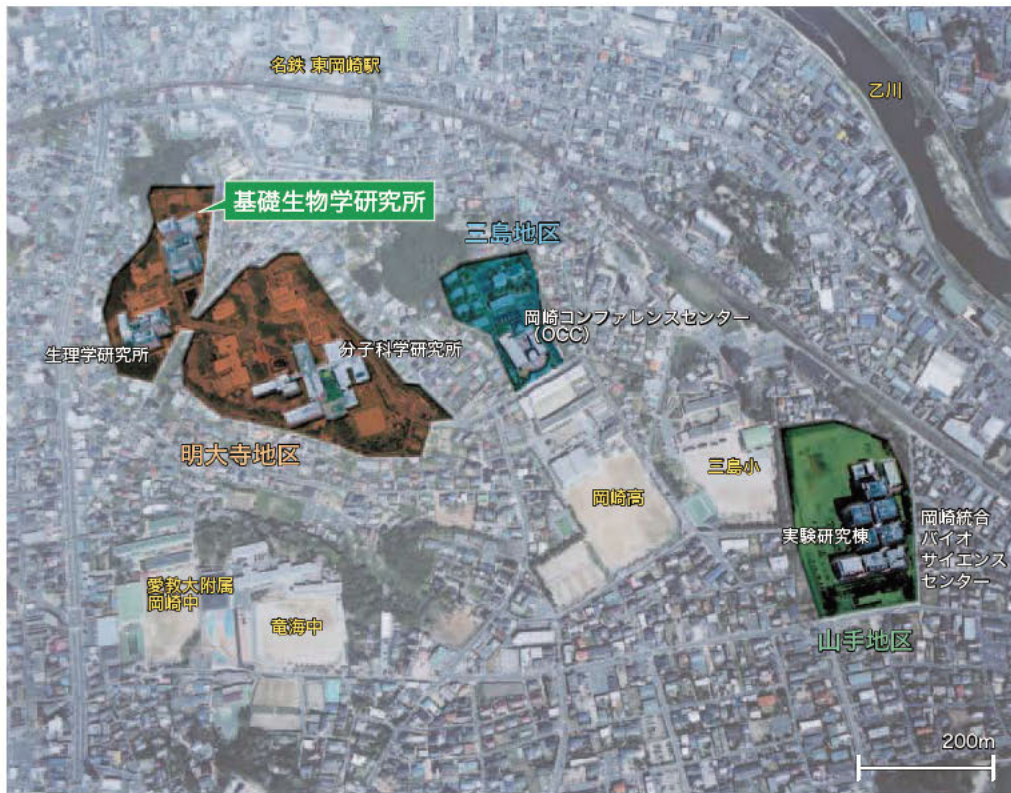 名鉄 東岡崎駅
乙川
基礎生物学研究所
三島地区
岡崎コンファレンスセンター
（OCC）
生理学研究所
分子科学研究所
明大寺地区
三島小
岡崎高
実験研究棟
岡崎統合
バイオ
サイエンス
センター
愛教大附属
岡崎中
竜海中
山手地区
200m